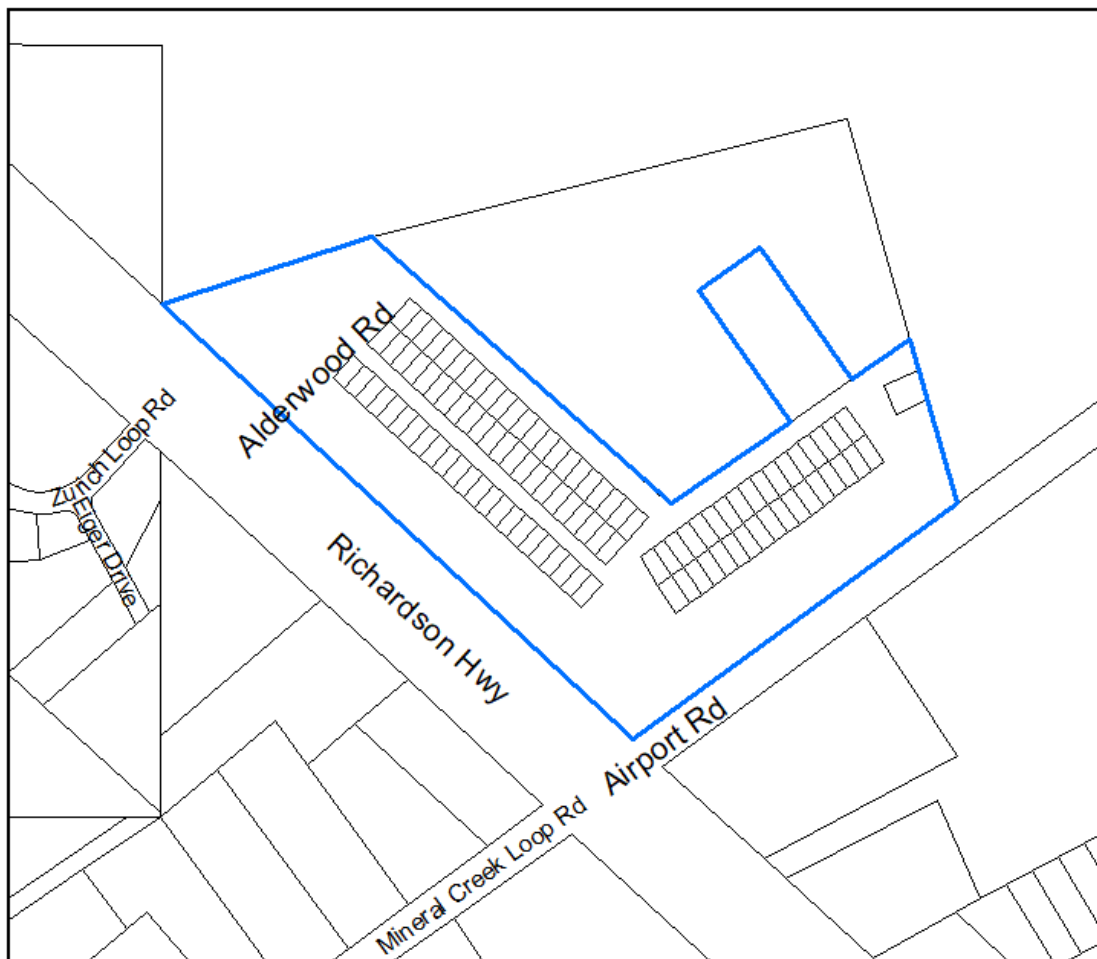 Alderwood Rd
Zurich Loop Rd
Eiger Drive
Richardson Hwy
Airport Rd
Mineral Creek Loop Rd